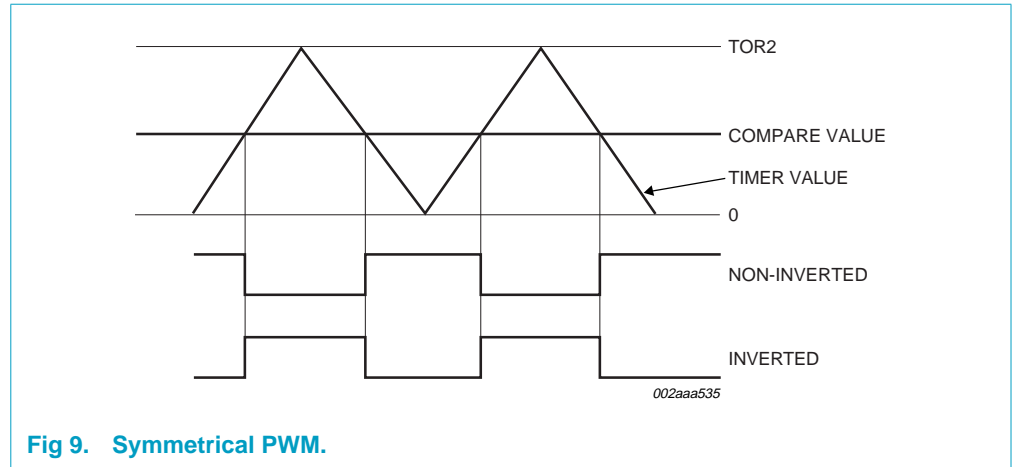 TOR2
COMPARE VALUE
TIMER VALUE
0
NON-INVERTED
INVERTED
002aaa535
Fig 9. Symmetrical PWM.